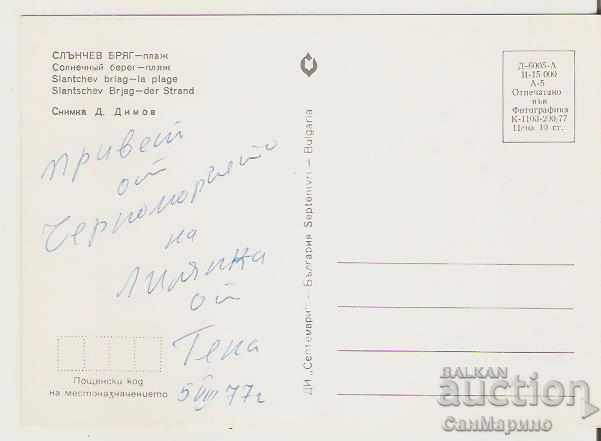 СЛЪНЧЕВ БРЯГ—плаж
Солнечный берег—пляж
Slantchev briag—la plage
Slantschev Brjag—der Strand
Снимка Д. Димов
Д-6005-А
П-15 000
А-5
Отпечатано
във
Фотографика
К-1103-200/77
Цена 10 ст.
привет
от
Черноморието
на
Лиляна
от
Тена
5 VIII 77 г
Пощенски код
на местоназначението
ДИ „Септември" — България Septemvri — Bulgaria
BALKAN
auction
СанМарино